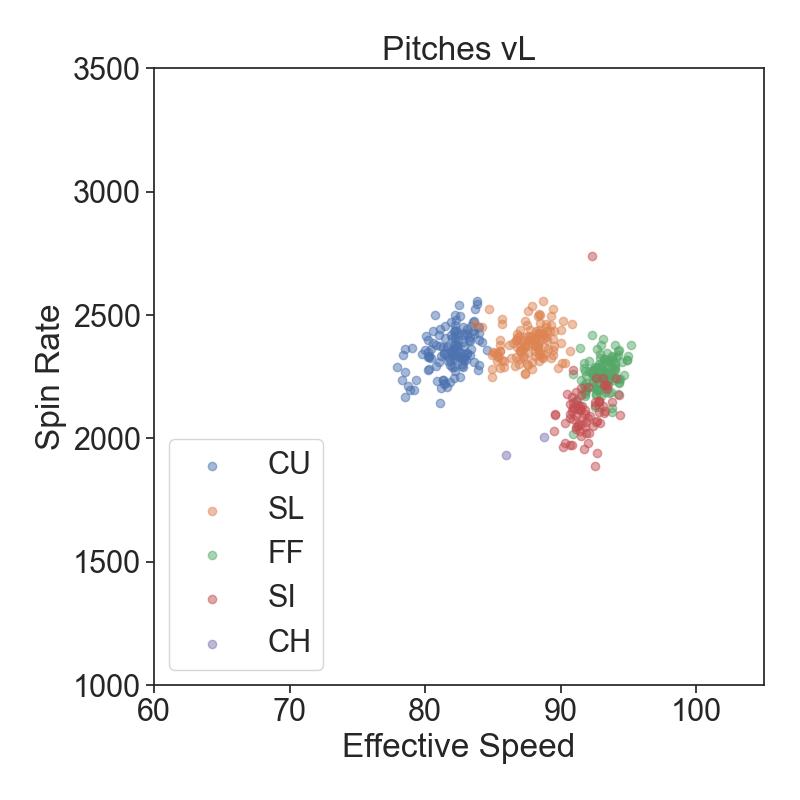 Pitches vL
3500
3000
2500
2000
1500
1000
Spin Rate
CU
SL
FF
SI
CH
60 70 80 90 100
Effective Speed